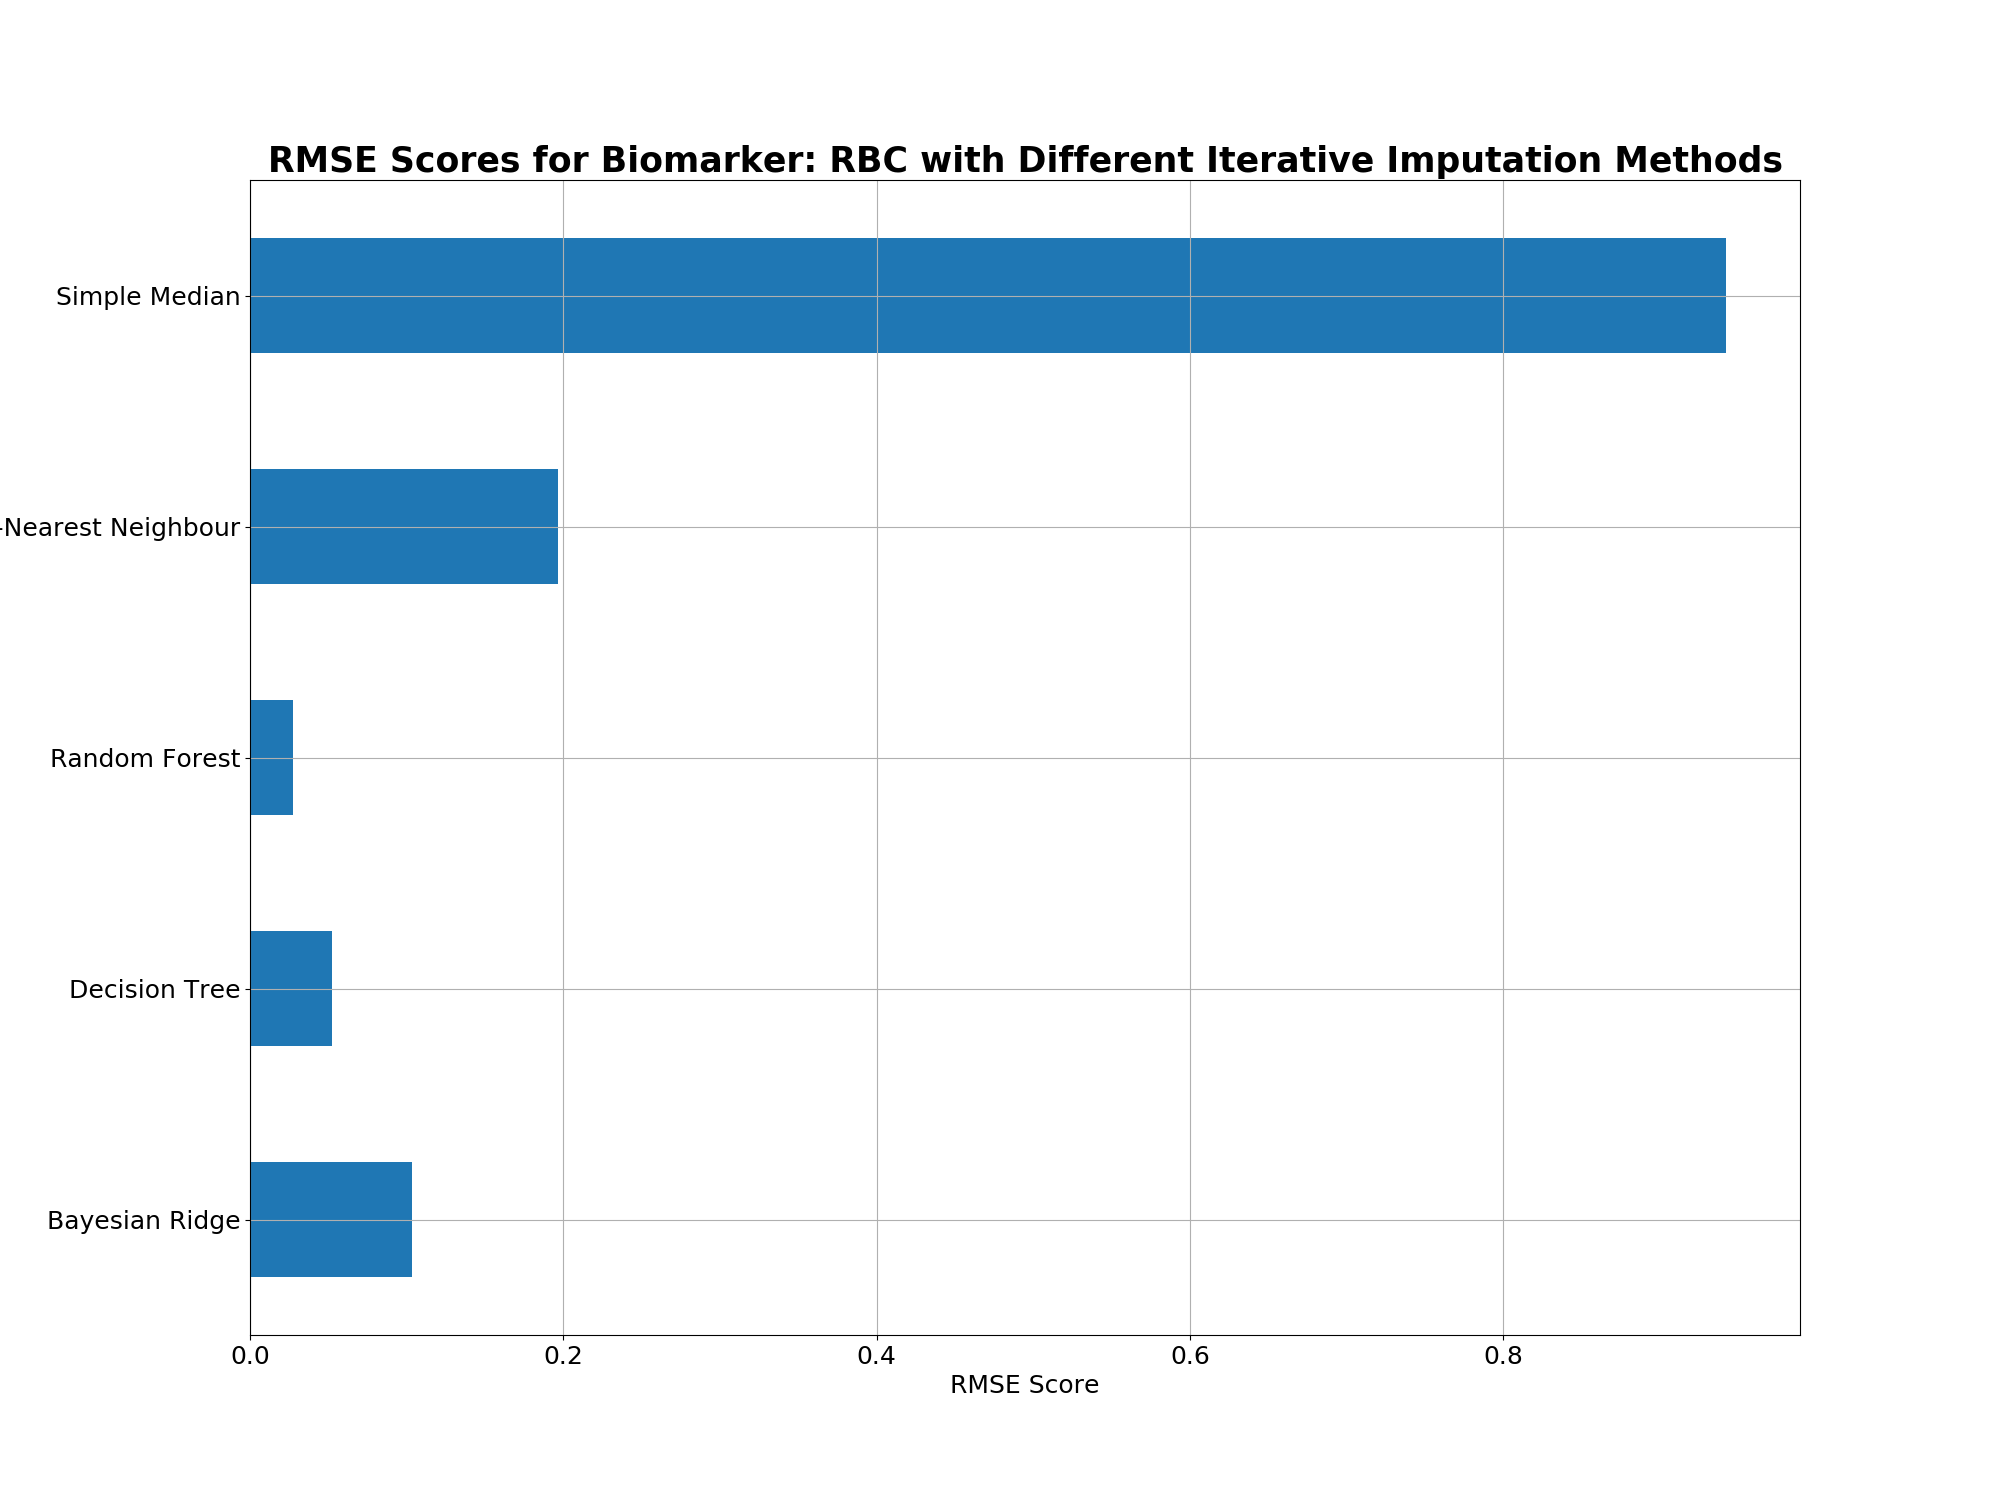 RMSE Scores for Biomarker: RBC with Different Iterative Imputation Methods
Simple Median
-Nearest Neighbour
Random Forest
Decision Tree
Bayesian Ridge
0.0 0.2 0.4 0.6 0.8
RMSE Score